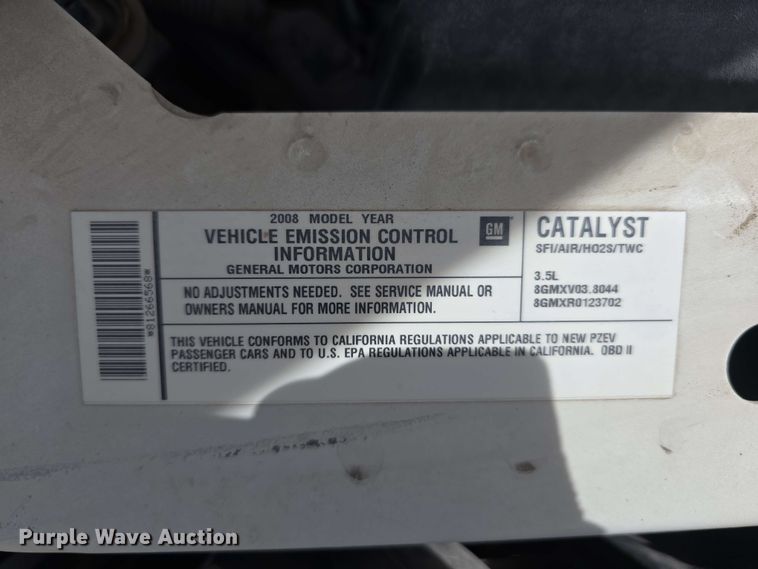 *812666568*
2008 MODEL YEAR
VEHICLE EMISSION CONTROL
INFORMATION
GENERAL MOTORS CORPORATION
GM
NO ADJUSTMENTS NEEDED. SEE SERVICE MANUAL OR
OWNERS MANUAL FOR MORE INFORMATION.
CATALYST
SFI/AIR/HO2S/TWC
3.5L
8GMXV03.8044
8GMXR0123702
THIS VEHICLE CONFORMS TO CALIFORNIA REGULATIONS APPLICABLE TO NEW PZEV
PASSENGER CARS AND TO U.S. EPA REGULATIONS APPLICABLE IN CALIFORNIA. OBD II
CERTIFIED.
Purple Wave Auction